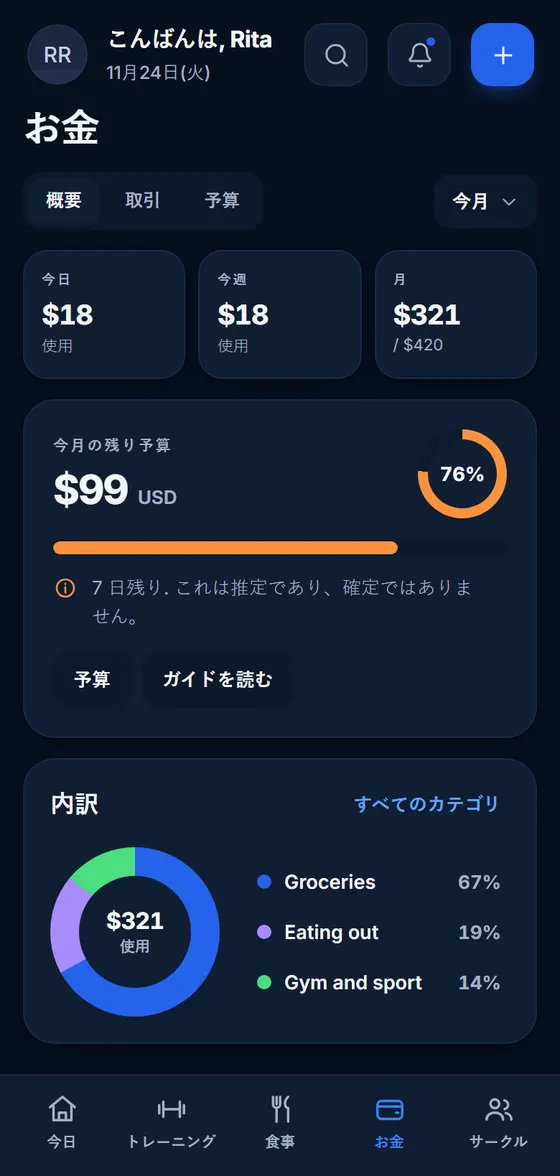 RR
こんばんは, Rita
11月24日(火)
お金
概要 取引 予算
今月
今日
$18
使用
今週
$18
使用
月
$321
/ $420
今月の残り予算
$99 USD
76%
7 日残り. これは推定であり、確定ではありま
せん。
予算 ガイドを読む
内訳
すべてのカテゴリ
$321
使用
Groceries 67%
Eating out 19%
Gym and sport 14%
今日 トレーニング 食事 お金 サークル